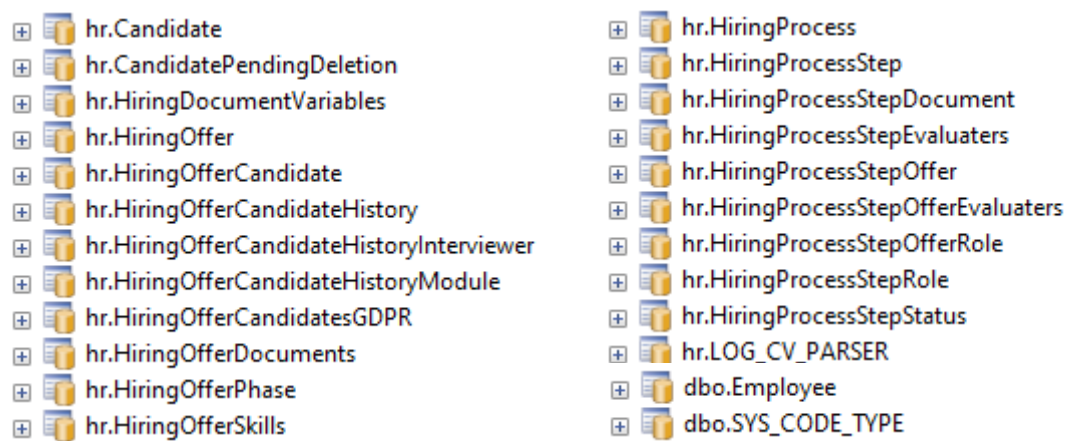 hr.Candidate
hr.CandidatePendingDeletion
hr.HiringDocumentVariables
hr.HiringOffer
hr.HiringOfferCandidate
hr.HiringOfferCandidateHistory
hr.HiringOfferCandidateHistoryInterviewer
hr.HiringOfferCandidateHistoryModule
hr.HiringOfferCandidatesGDPR
hr.HiringOfferDocuments
hr.HiringOfferPhase
hr.HiringOfferSkills
hr.HiringProcess
hr.HiringProcessStep
hr.HiringProcessStepDocument
hr.HiringProcessStepEvaluaters
hr.HiringProcessStepOffer
hr.HiringProcessStepOfferEvaluaters
hr.HiringProcessStepOfferRole
hr.HiringProcessStepRole
hr.HiringProcessStepStatus
hr.LOG_CV_PARSER
dbo.Employee
dbo.SYS_CODE_TYPE